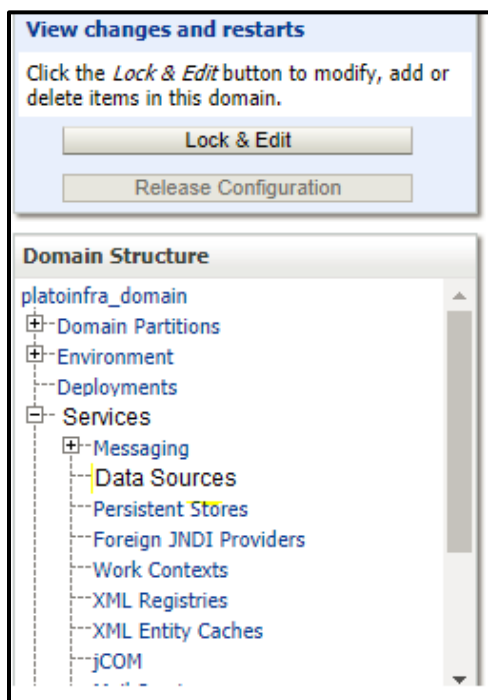 View changes and restarts
Click the Lock & Edit button to modify, add or
delete items in this domain.
Lock & Edit
Release Configuration
Domain Structure
platoinfra_domain
Domain Partitions
Environment
Deployments
Services
Messaging
Data Sources
Persistent Stores
Foreign JNDI Providers
Work Contexts
XML Registries
XML Entity Caches
jCOM